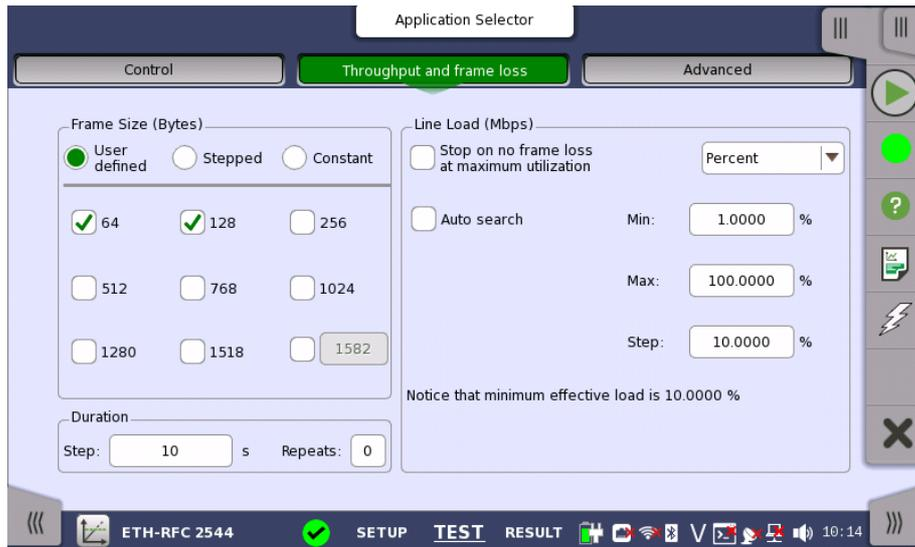 Application Selector
Control
Throughput and frame loss
Advanced
Frame Size (Bytes)
User defined
Stepped
Constant
64
128
256
512
768
1024
1280
1518
1582
Duration
Step: 10 s
Repeats: 0
Line Load (Mbps)
Stop on no frame loss
at maximum utilization
Percent
Auto search
Min: 1.0000 %
Max: 100.0000 %
Step: 10.0000 %
Notice that minimum effective load is 10.0000 %
ETH-RFC 2544
SETUP
TEST
RESULT
V
10:14